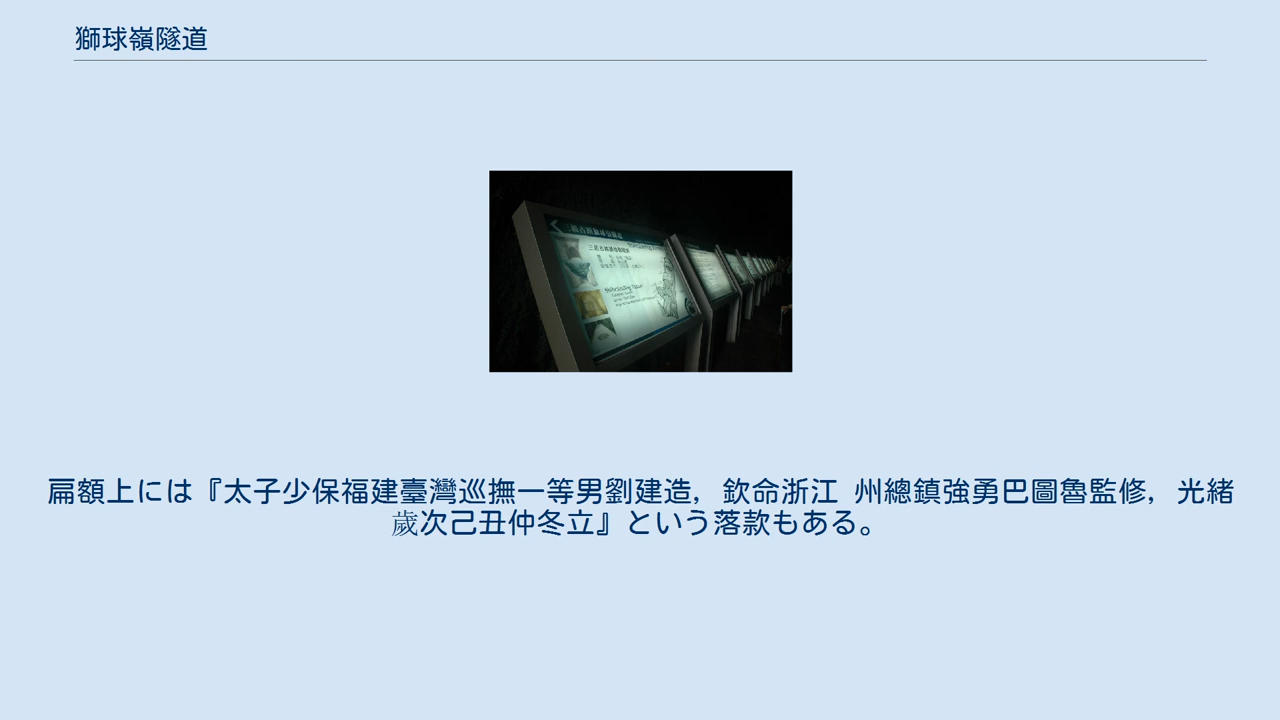 獅球嶺隧道
扁額上には『太子少保福建臺灣巡撫一等男劉建造，欽命浙江 州總鎮強勇巴圖魯監修，光緒
歲次己丑仲冬立』という落款もある。